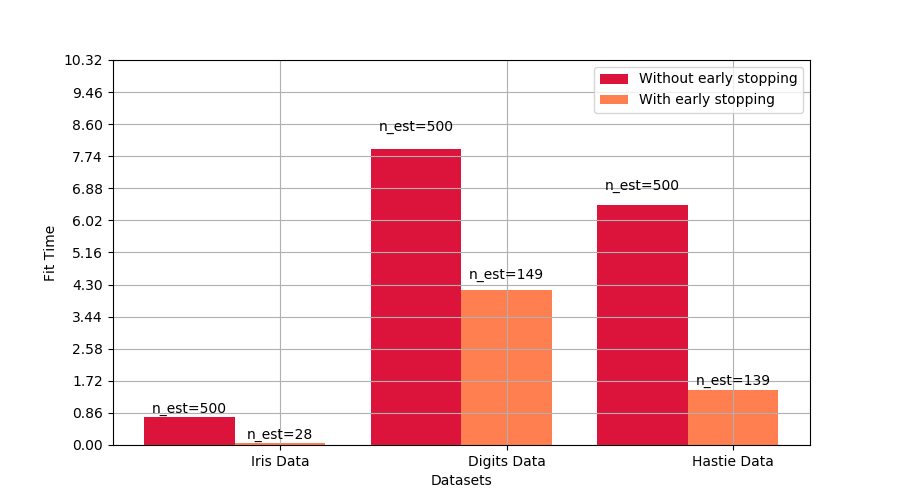 10.32
9.46
8.60
7.74
6.88
6.02
5.16
4.30
3.44
2.58
1.72
0.86
0.00
Fit Time
Without early stopping
With early stopping
n_est=500
n_est=28
n_est=500
n_est=149
n_est=500
n_est=139
Iris Data
Digits Data
Hastie Data
Datasets